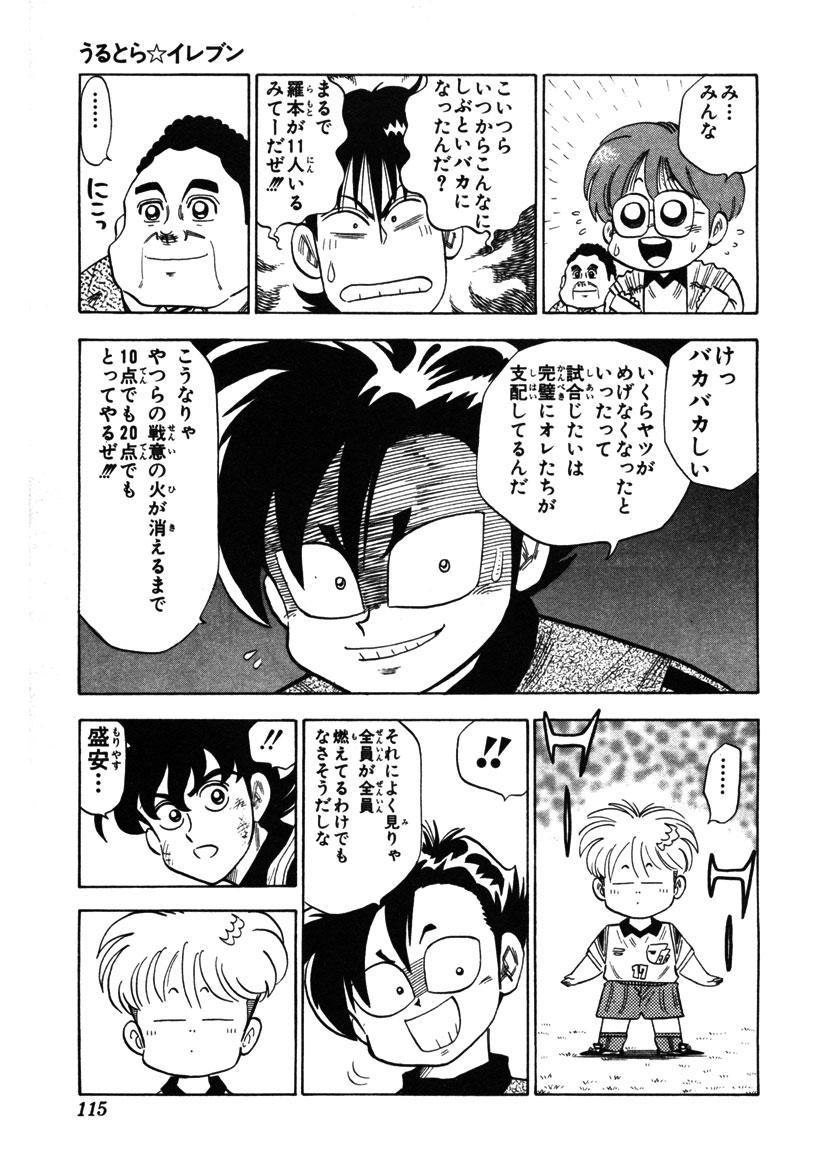 うるとら☆イレブン
み…
みんな
こいつら
いつからこんなに
しぶといバカに
なったんだ？
まるで
羅本が11人いる
みてーだぜ!!!
……
にこっ
けっ
バカバカしい
いくらヤツが
めげなくなったと
いったって
試合じたいは
完璧にオレたちが
支配してるんだ
こうなりゃ
やつらの戦意の火が消えるまで
10点でも20点でも
とってやるぜ!!!
……
ヒ
ュ
ー
17
!!
それによく見りゃ
全員が全員
燃えてるわけでも
なさそうだしな
!!
盛安…
115